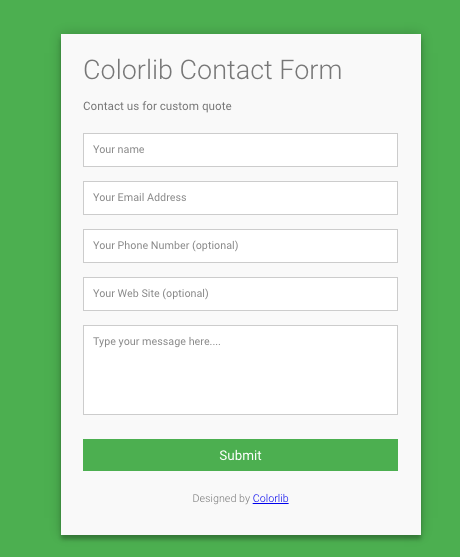 Colorlib Contact Form
Contact us for custom quote
Your name
Your Email Address
Your Phone Number (optional)
Your Web Site (optional)
Type your message here....
Submit
Designed by Colorlib